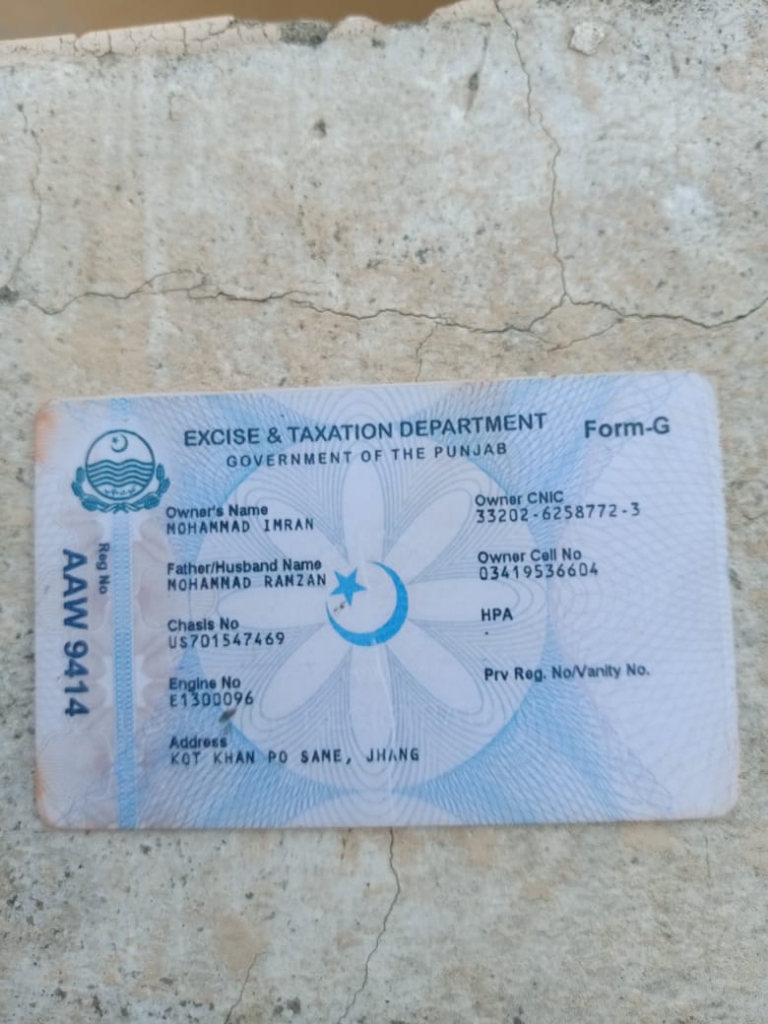 EXCISE & TAXATION DEPARTMENT
GOVERNMENT OF THE PUNJAB
Form-G
Reg No
AAW 9414
Owner's Name
MOHAMMAD IMRAN
Father/Husband Name
MOHAMMAD RAMZAN
Chasis No
US701547469
Engine No
E1300096
Address
KOT KHAN PO SAME, JHANG
Owner CNIC
33202-6258772-3
Owner Cell No
03419536604
HPA
Prv Reg. No/Vanity No.